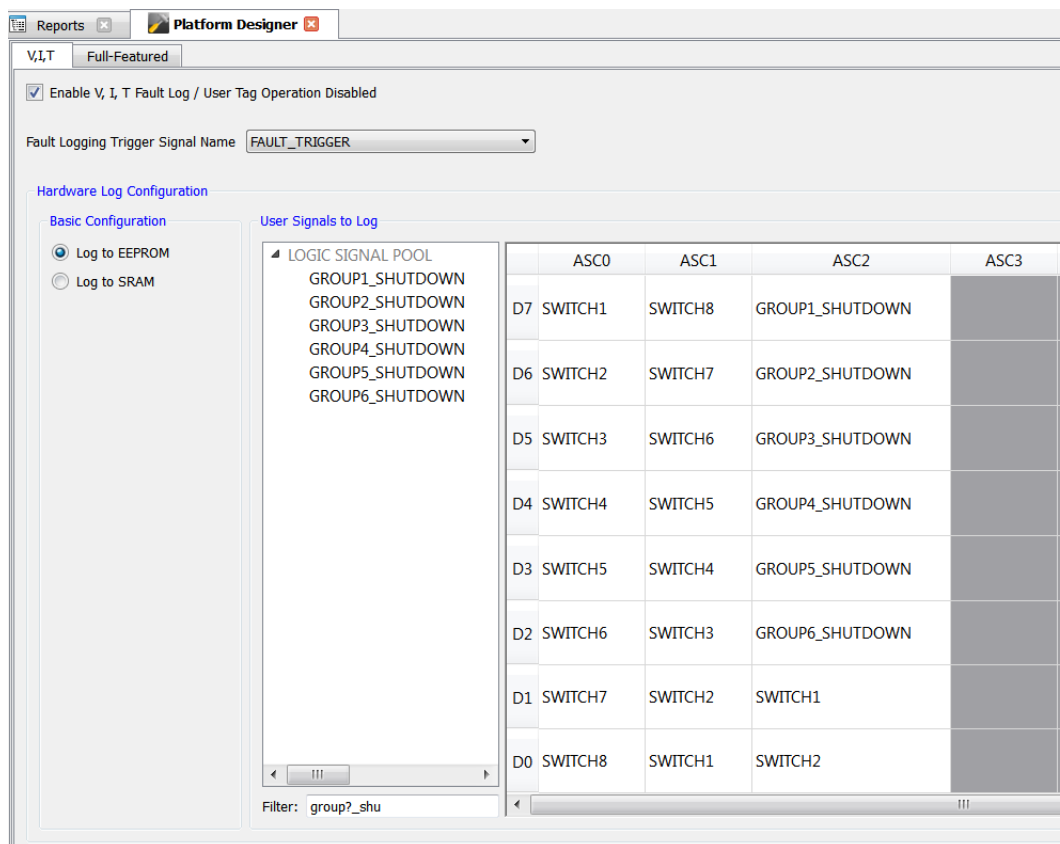 Reports
Platform Designer
V,I,T
Full-Featured
Enable V, I, T Fault Log / User Tag Operation Disabled
Fault Logging Trigger Signal Name FAULT_TRIGGER
Hardware Log Configuration
Basic Configuration
Log to EEPROM
Log to SRAM
User Signals to Log
LOGIC SIGNAL POOL
GROUP1_SHUTDOWN
GROUP2_SHUTDOWN
GROUP3_SHUTDOWN
GROUP4_SHUTDOWN
GROUP5_SHUTDOWN
GROUP6_SHUTDOWN
Filter: group?_shu
ASC0 ASC1 ASC2 ASC3
D7 SWITCH1 SWITCH8 GROUP1_SHUTDOWN
D6 SWITCH2 SWITCH7 GROUP2_SHUTDOWN
D5 SWITCH3 SWITCH6 GROUP3_SHUTDOWN
D4 SWITCH4 SWITCH5 GROUP4_SHUTDOWN
D3 SWITCH5 SWITCH4 GROUP5_SHUTDOWN
D2 SWITCH6 SWITCH3 GROUP6_SHUTDOWN
D1 SWITCH7 SWITCH2 SWITCH1
D0 SWITCH8 SWITCH1 SWITCH2